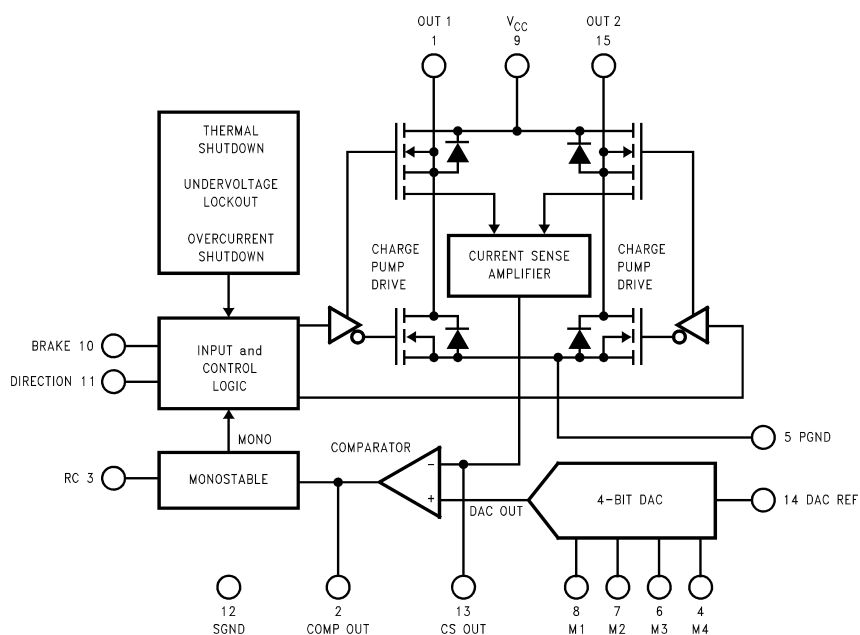 OUT 1
1
VCC
9
OUT 2
15
THERMAL
SHUTDOWN
UNDERVOLTAGE
LOCKOUT
OVERCURRENT
SHUTDOWN
CHARGE
PUMP
DRIVE
CURRENT SENSE
AMPLIFIER
CHARGE
PUMP
DRIVE
BRAKE 10
DIRECTION 11
INPUT and
CONTROL
LOGIC
MONO
COMPARATOR
5 PGND
RC 3
MONOSTABLE
−
+
DAC OUT
4-BIT DAC
14 DAC REF
12
SGND
2
COMP OUT
13
CS OUT
8
M1
7
M2
6
M3
4
M4